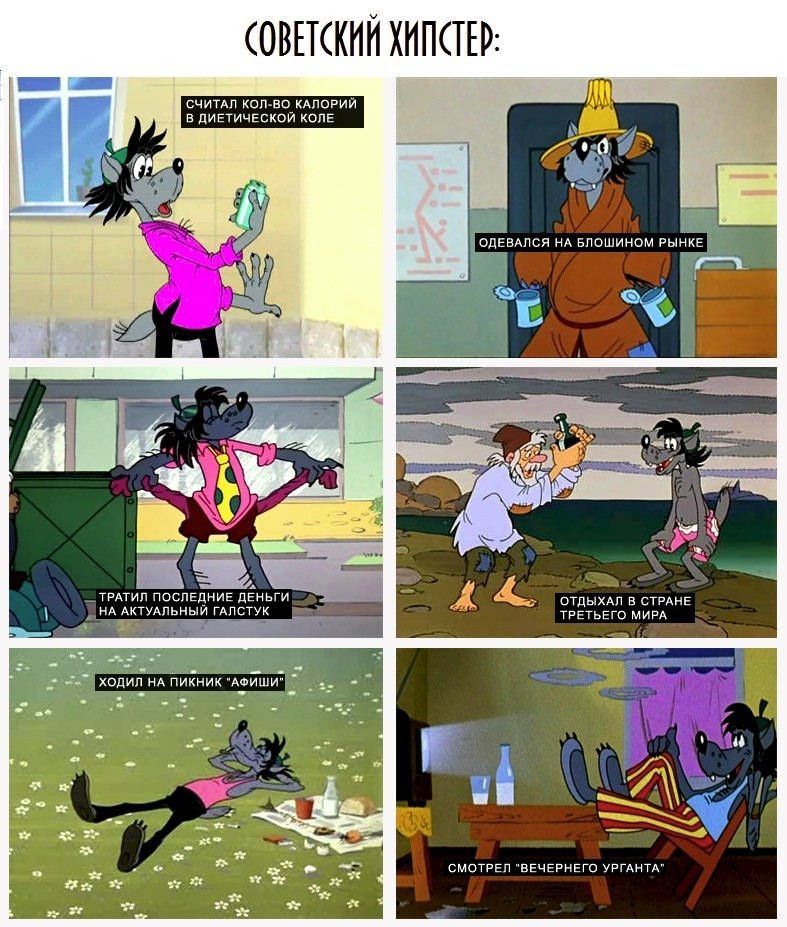 СОВЕТСКИЙ ХИПСТЕР:
СЧИТАЛ КОЛ-ВО КАЛОРИЙ
В ДИЕТИЧЕСКОЙ КОЛЕ
ОДЕВАЛСЯ НА БЛОШИНОМ РЫНКЕ
ТРАТИЛ ПОСЛЕДНИЕ ДЕНЬГИ
НА АКТУАЛЬНЫЙ ГАЛСТУК
ОТДЫХАЛ В СТРАНЕ
ТРЕТЬЕГО МИРА
ХОДИЛ НА ПИКНИК "АФИШИ"
СМОТРЕЛ "ВЕЧЕРНЕГО УРГАНТА"